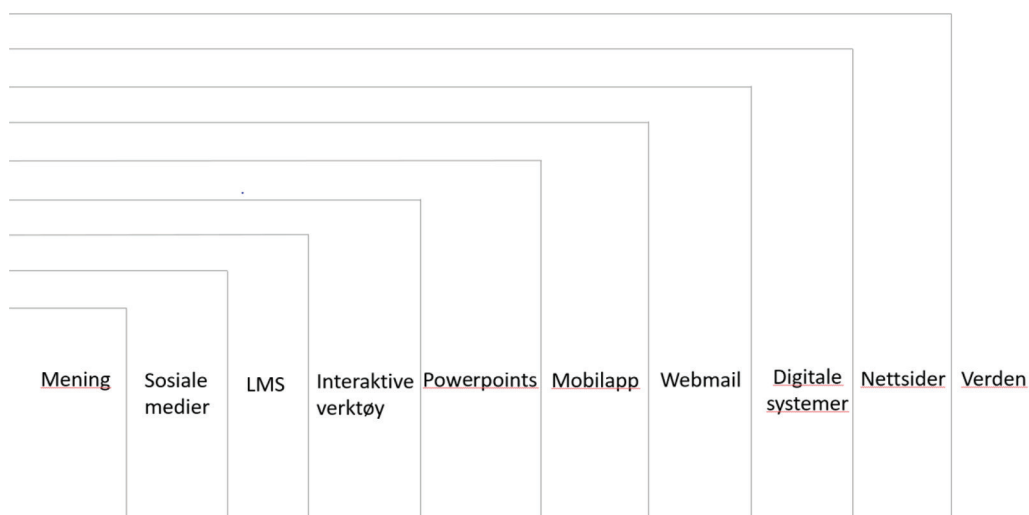 Mening
Sosiale
medier
LMS
Interaktive
verktøy
Powerpoints
Mobilapp
Webmail
Digitale
systemer
Nettsider
Verden